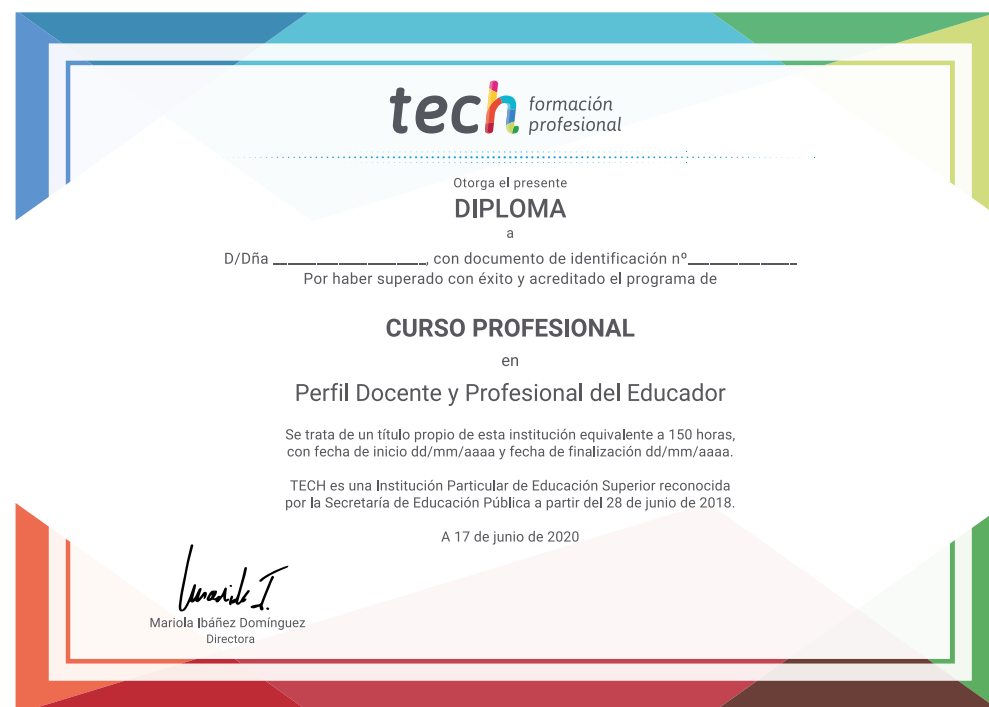 tech formación
profesional
Otorga el presente
DIPLOMA
a
D/Dña ____________________, con documento de identificación nº______________
Por haber superado con éxito y acreditado el programa de
CURSO PROFESIONAL
en
Perfil Docente y Profesional del Educador
Se trata de un título propio de esta institución equivalente a 150 horas,
con fecha de inicio dd/mm/aaaa y fecha de finalización dd/mm/aaaa.
TECH es una Institución Particular de Educación Superior reconocida
por la Secretaría de Educación Pública a partir del 28 de junio de 2018.
A 17 de junio de 2020
Mariola Ibáñez Domínguez
Directora